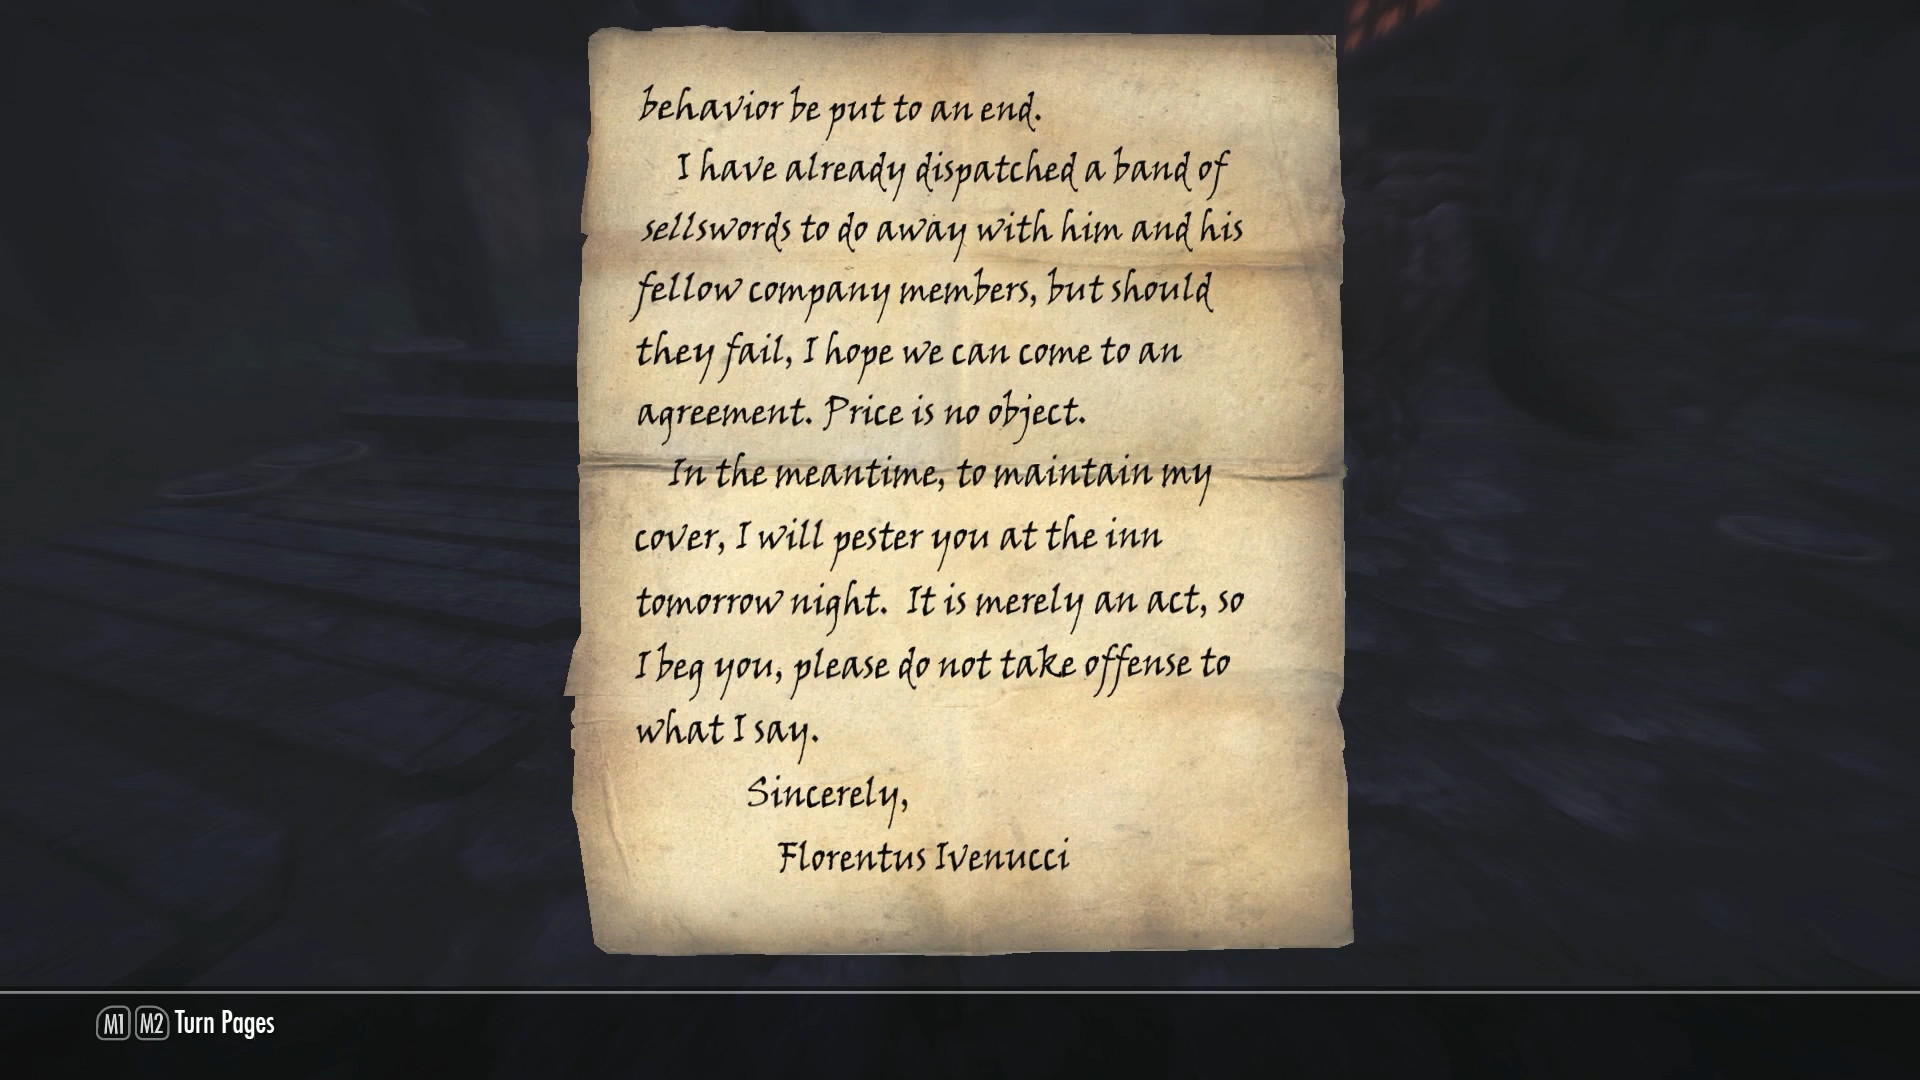 behavior be put to an end.
I have already dispatched a band of
sellswords to do away with him and his
fellow company members, but should
they fail, I hope we can come to an
agreement. Price is no object.
In the meantime, to maintain my
cover, I will pester you at the inn
tomorrow night.  It is merely an act, so
I beg you, please do not take offense to
what I say.
Sincerely,
Florentus Ivenucci
M1 M2 Turn Pages